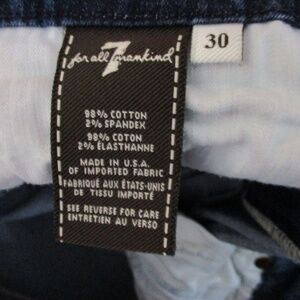 7
for all mankind
30
98% COTTON
2% SPANDEX
98% COTON
2% ÉLASTHANNE
MADE IN U.S.A.
OF IMPORTED FABRIC
FABRIQUÉ AUX ÉTATS-UNIS
DE TISSU IMPORTÉ
SEE REVERSE FOR CARE
ENTRETIEN AU VERSO